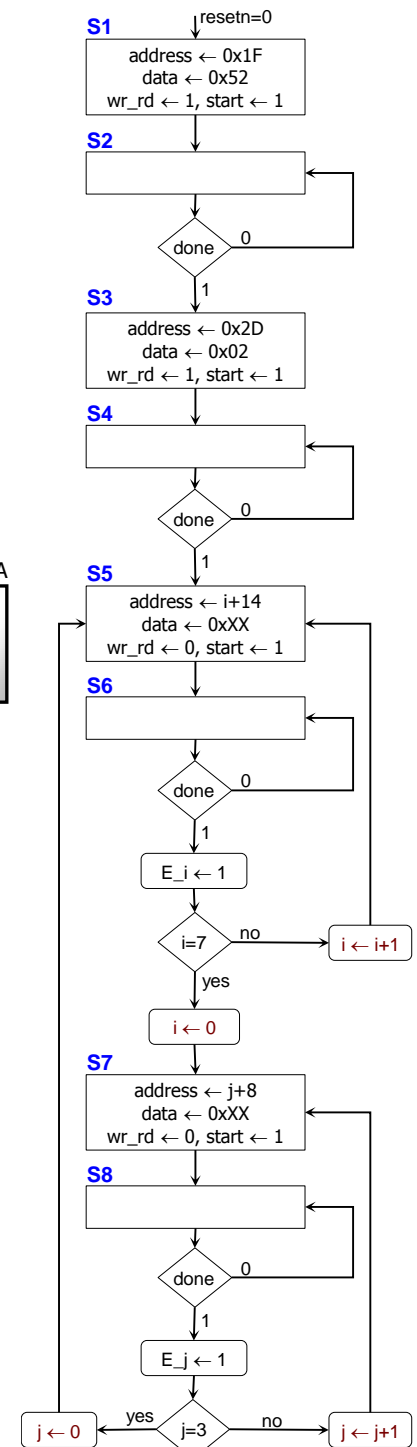 resetn=0
S1
address ← 0x1F
data ← 0x52
wr_rd ← 1, start ← 1
S2
done
0
1
S3
address ← 0x2D
data ← 0x02
wr_rd ← 1, start ← 1
S4
done
0
1
A
S5
address ← i+14
data ← 0xXX
wr_rd ← 0, start ← 1
S6
done
0
1
E_i ← 1
i=7
no
i ← i+1
yes
i ← 0
S7
address ← j+8
data ← 0xXX
wr_rd ← 0, start ← 1
S8
done
0
1
E_j ← 1
j ← 0
yes
j=3
no
j ← j+1